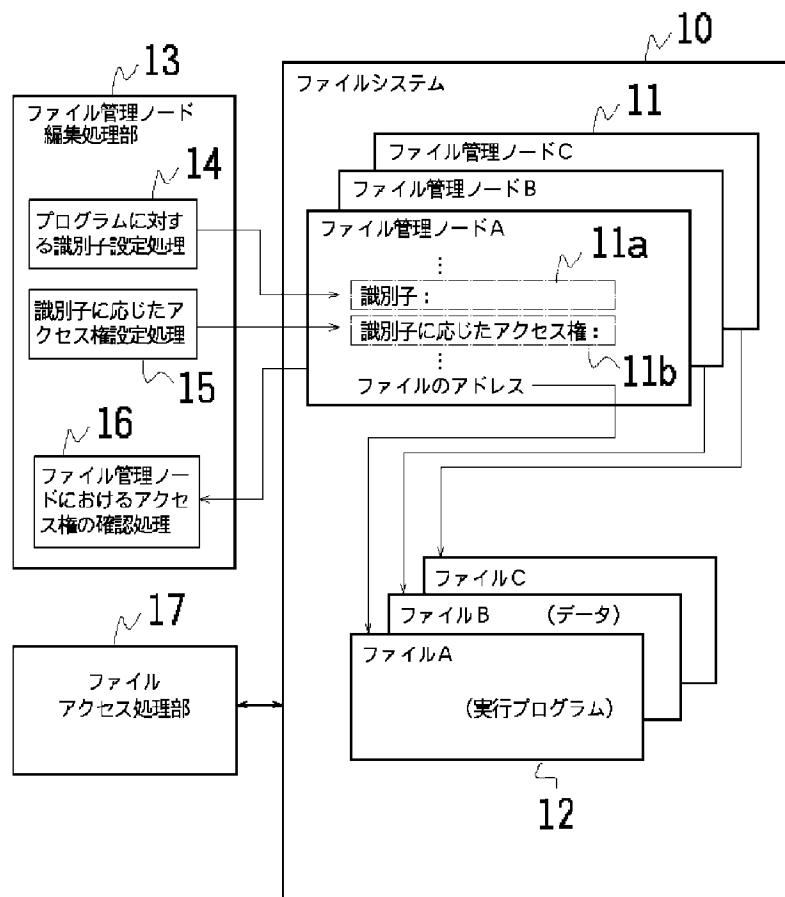 10
ファイルシステム
13
ファイル管理ノード
編集処理部
14
プログラムに対す
る識別子設定処理
識別子に応じたア
クセス権設定処理
15
16
ファイル管理ノー
ドにおけるアクセ
ス権の確認処理
17
ファイル
アクセス処理部
11
ファイル管理ノードC
ファイル管理ノードB
ファイル管理ノードA
⋮
11a
識別子：
識別子に応じたアクセス権：
⋮
11b
ファイルのアドレス
ファイルC
ファイルB （データ）
ファイルA
（実行プログラム）
12